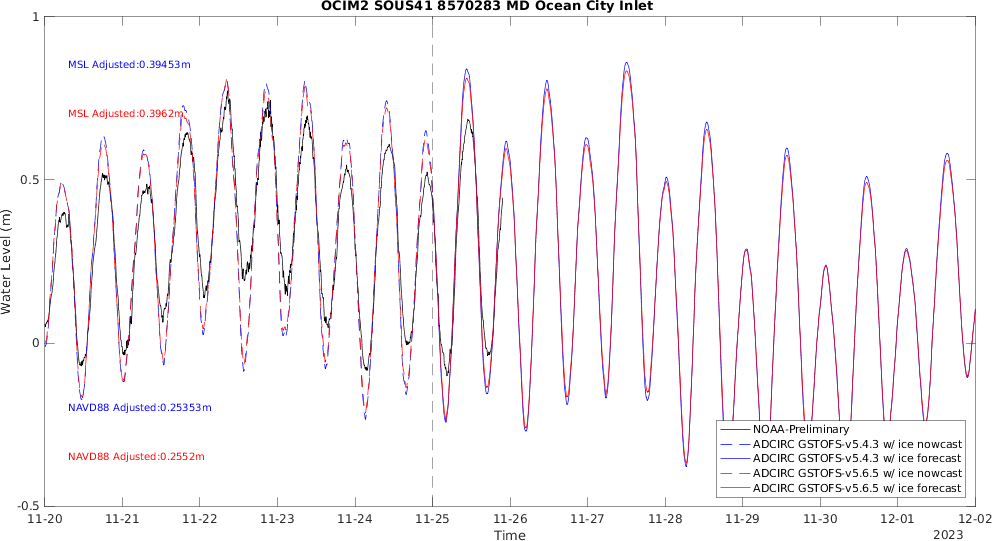 OCIM2 SOUS41 8570283 MD Ocean City Inlet
1
MSL Adjusted:0.39453m
MSL Adjusted:0.3962m
0.5
Water Level (m)
0
NAVD88 Adjusted:0.25353m
NAVD88 Adjusted:0.2552m
NOAA-Preliminary
ADCIRC GSTOFS-v5.4.3 w/ ice nowcast
ADCIRC GSTOFS-v5.4.3 w/ ice forecast
ADCIRC GSTOFS-v5.6.5 w/ ice nowcast
ADCIRC GSTOFS-v5.6.5 w/ ice forecast
-0.5
11-20 11-21 11-22 11-23 11-24 11-25 11-26 11-27 11-28 11-29 11-30 12-01 12-02
Time
2023